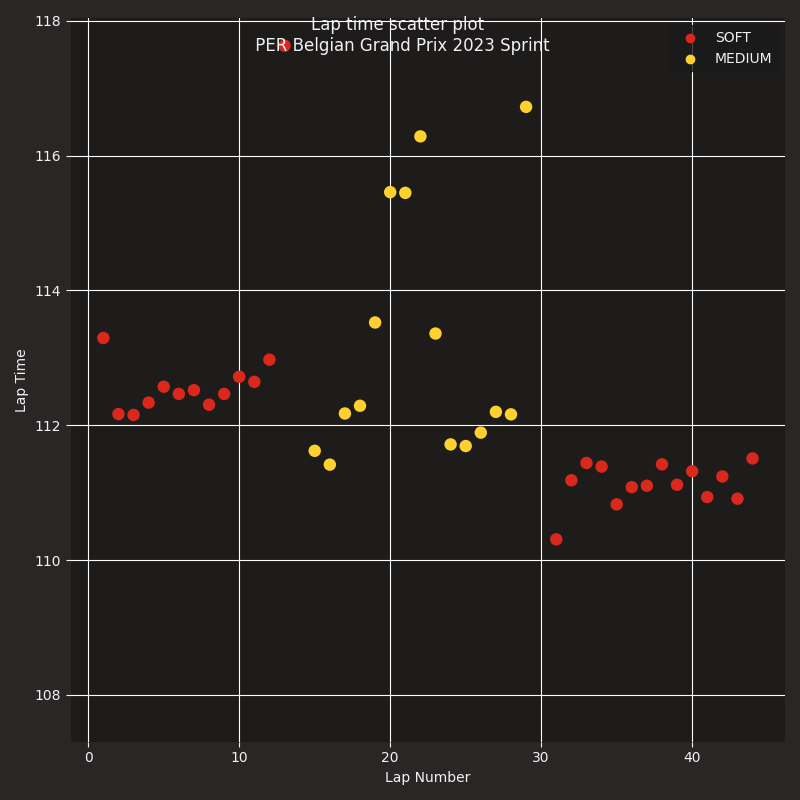 Lap time scatter plot
PER Belgian Grand Prix 2023 Sprint
SOFT
MEDIUM
118
116
114
112
110
108
Lap Time
0 10 20 30 40
Lap Number